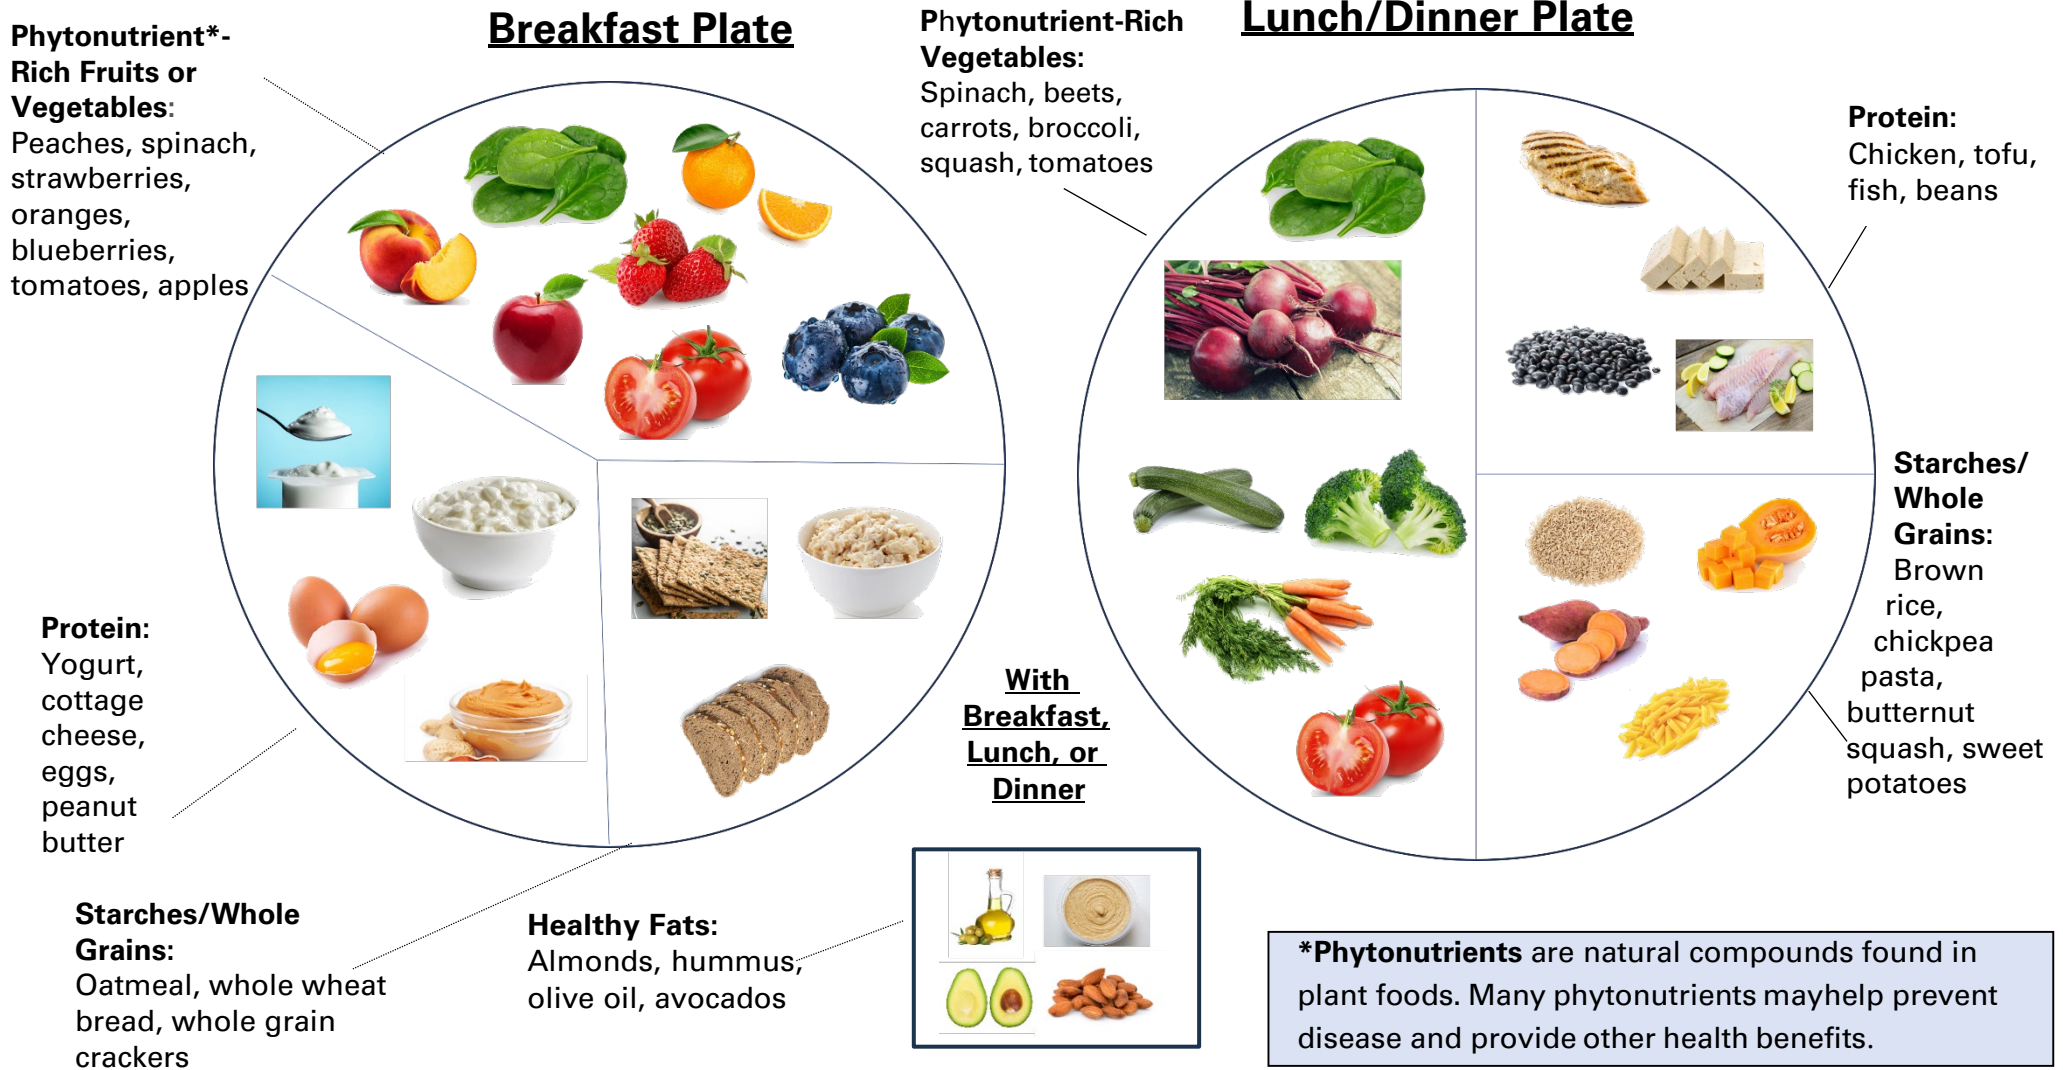 Breakfast Plate
Phytonutrient*-
Rich Fruits or
Vegetables:
Peaches, spinach,
strawberries,
oranges,
blueberries,
tomatoes, apples
Protein:
Yogurt,
cottage
cheese,
eggs,
peanut
butter
Starches/Whole
Grains:
Oatmeal, whole wheat
bread, whole grain
crackers
Lunch/Dinner Plate
Phytonutrient-Rich
Vegetables:
Spinach, beets,
carrots, broccoli,
squash, tomatoes
Protein:
Chicken, tofu,
fish, beans
Starches/
Whole
Grains:
Brown
rice,
chickpea
pasta,
butternut
squash, sweet
potatoes
With
Breakfast,
Lunch, or
Dinner
Healthy Fats:
Almonds, hummus,
olive oil, avocados
*Phytonutrients are natural compounds found in
plant foods. Many phytonutrients mayhelp prevent
disease and provide other health benefits.